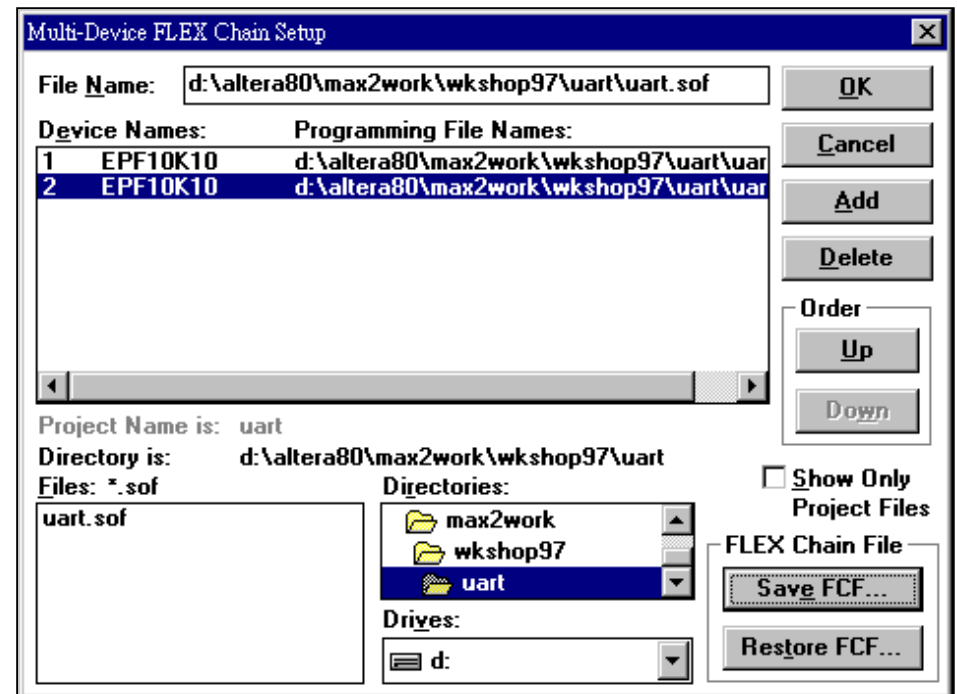 Multi-Device FLEX Chain Setup
File Name: d:\altera80\max2work\wkshop97\uart\uart.sof
OK
Device Names: Programming File Names:
Cancel
1 EPF10K10 d:\altera80\max2work\wkshop97\uart\uar
2 EPF10K10 d:\altera80\max2work\wkshop97\uart\uar
Add
Delete
Order
Up
Down
Project Name is: uart
Directory is: d:\altera80\max2work\wkshop97\uart
Files: *.sof
uart.sof
Directories:
max2work
wkshop97
uart
Drives:
d:
Show Only
Project Files
FLEX Chain File
Save FCF...
Restore FCF...